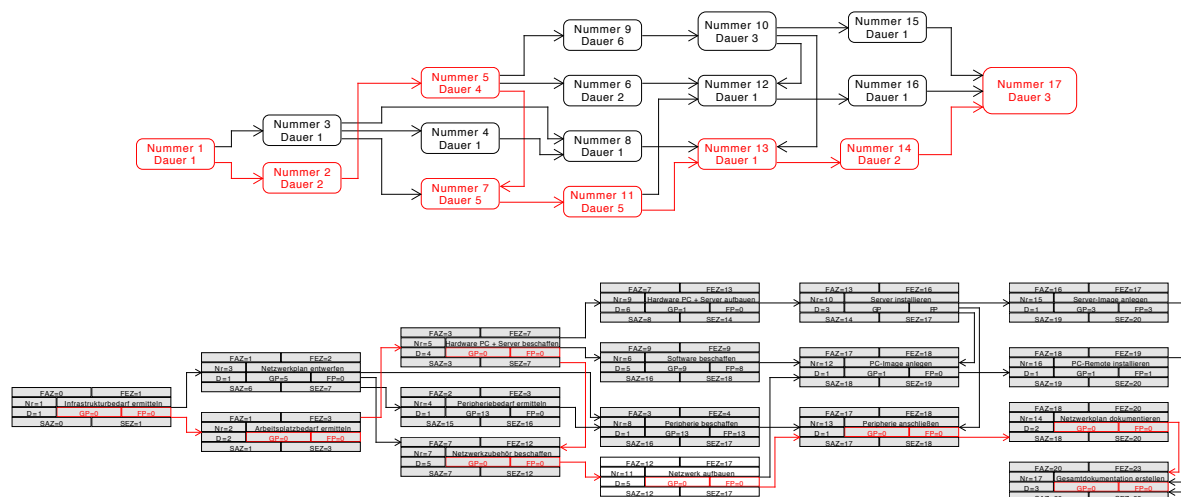 Nummer 1
Dauer 1
Nummer 3
Dauer 1
Nummer 2
Dauer 2
Nummer 5
Dauer 4
Nummer 4
Dauer 1
Nummer 7
Dauer 5
Nummer 9
Dauer 6
Nummer 6
Dauer 2
Nummer 8
Dauer 1
Nummer 11
Dauer 5
Nummer 10
Dauer 3
Nummer 12
Dauer 1
Nummer 13
Dauer 1
Nummer 15
Dauer 1
Nummer 16
Dauer 1
Nummer 14
Dauer 2
Nummer 17
Dauer 3
FAZ=0 FEZ=1
Nr=1 Infrastrukturbedarf ermitteln
D=1 GP=0 FP=0
SAZ=0 SEZ=1
FAZ=1 FEZ=2
Nr=3 Netzwerkplan entwerfen
D=1 GP=5 FP=0
SAZ=6 SEZ=7
FAZ=1 FEZ=3
Nr=2 Arbeitsplatzbedarf ermitteln
D=2 GP=0 FP=0
SAZ=1 SEZ=3
FAZ=3 FEZ=7
Nr=5 Hardware PC + Server beschaffen
D=4 GP=0 FP=0
SAZ=3 SEZ=7
FAZ=2 FEZ=3
Nr=4 Peripheriebedarf ermitteln
D=1 GP=13 FP=0
SAZ=15 SEZ=16
FAZ=7 FEZ=12
Nr=7 Netzwerkzubehör beschaffen
D=5 GP=0 FP=0
SAZ=7 SEZ=12
FAZ=7 FEZ=13
Nr=9 Hardware PC + Server aufbauen
D=6 GP=1 FP=0
SAZ=8 SEZ=14
FAZ=9 FEZ=9
Nr=6 Software beschaffen
D=5 GP=9 FP=8
SAZ=16 SEZ=18
FAZ=3 FEZ=4
Nr=8 Peripherie beschaffen
D=1 GP=13 FP=13
SAZ=16 SEZ=17
FAZ=12 FEZ=17
Nr=11 Netzwerk aufbauen
D=5 GP=0 FP=0
SAZ=12 SEZ=17
FAZ=13 FEZ=16
Nr=10 Server installieren
D=3 GP FP
SAZ=14 SEZ=17
FAZ=17 FEZ=18
Nr=12 PC-Image anlegen
D=1 GP=1 FP=0
SAZ=18 SEZ=19
FAZ=17 FEZ=18
Nr=13 Peripherie anschließen
D=1 GP=0 FP=0
SAZ=17 SEZ=18
FAZ=16 FEZ=17
Nr=15 Server-Image anlegen
D=1 GP=3 FP=3
SAZ=19 SEZ=20
FAZ=18 FEZ=19
Nr=16 PC-Remote installieren
D=1 GP=1 FP=1
SAZ=19 SEZ=20
FAZ=18 FEZ=20
Nr=14 Netzwerkplan dokumentieren
D=2 GP=0 FP=0
SAZ=18 SEZ=20
FAZ=20 FEZ=23
Nr=17 Gesamtdokumentation erstellen
D=3 GP=0 FP=0